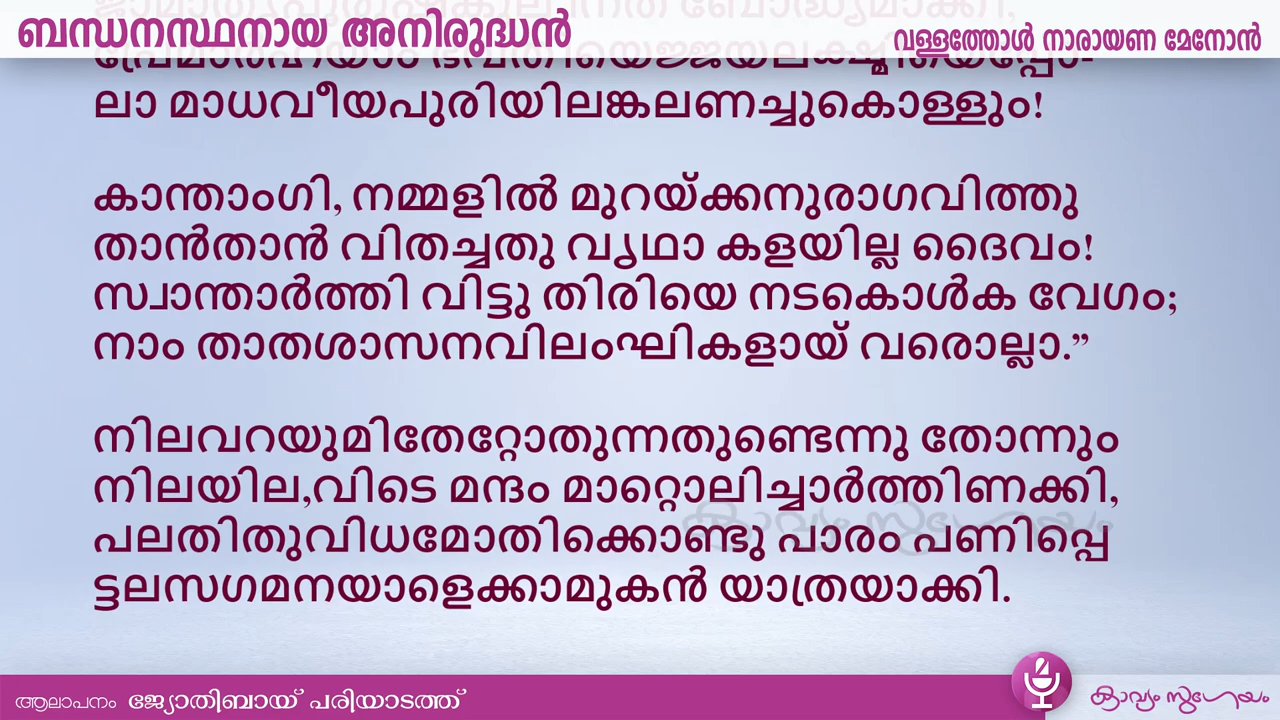 ബന്ധനസ്ഥനായ അനിരുദ്ധൻ
വള്ളത്തോൾ നാരായണ മേനോൻ
ലാ മാധവീയപുരിയിലങ്കലണച്ചുകൊള്ളും!
കാന്താംഗി, നമ്മളിൽ മുറയ്ക്കനുരാഗവിത്തു
താൻതാൻ വിതച്ചതു വൃഥാ കളയില്ല ദൈവം!
സ്വാന്താർത്തി വിട്ടു തിരിയെ നടകൊൾക വേഗം;
നാം താതശാസനവിലംഘികളായ് വരൊല്ലാ.”
നിലവറയുമിതേറ്റോതുന്നതുണ്ടെന്നു തോന്നും
നിലയില,വിടെ മന്ദം മാറ്റൊലിച്ചാർത്തിണക്കി,
പലതിതുവിധമോതിക്കൊണ്ടു പാരം പണിപ്പെ
ട്ടലസഗമനയാളെക്കാമുകൻ യാത്രയാക്കി.
കാവ്യം സുഗേയം
ആലാപനം ജ്യോതിബായ് പരിയാടത്ത്
കാവ്യം സുഗേയം